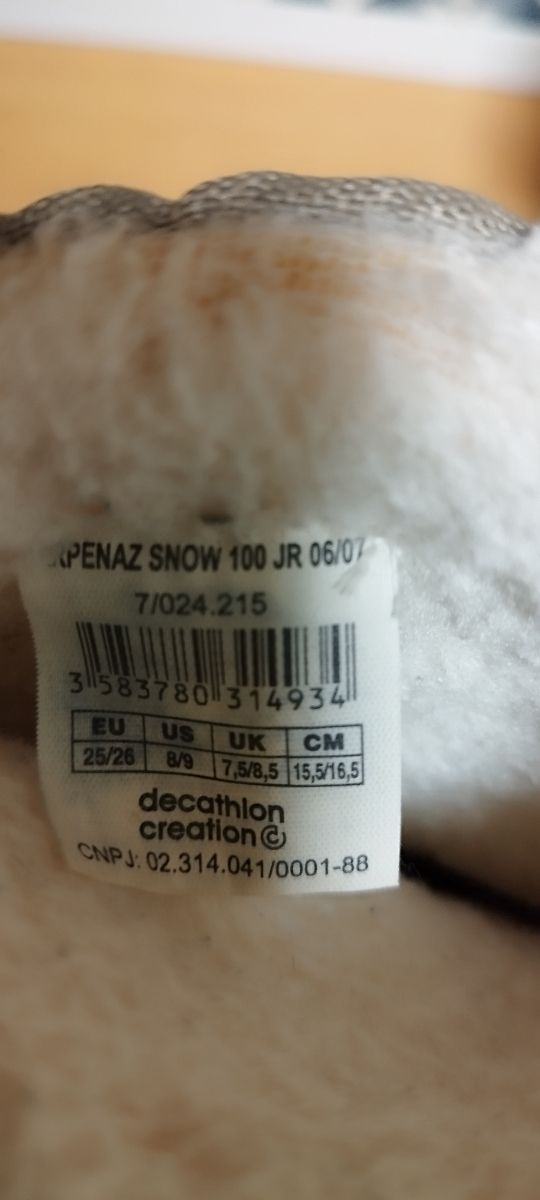 SNOW 100 JR 06/07
7/024.215
3 583780 314934
EU US UK CM
25/26 8/9 7,5/8,5 15,5/16,5
decathlon
creation ©
CNPJ: 02.314.041/0001-88